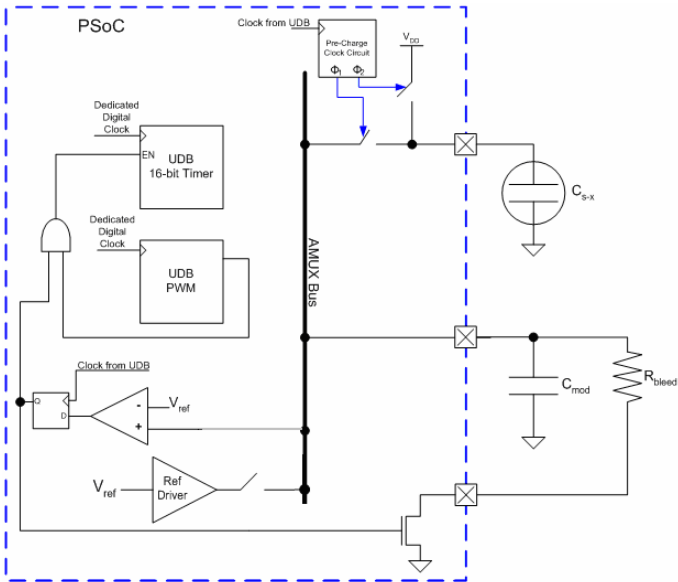 PSoC
Clock from UDB
Pre-Charge
Clock Circuit
Φ1 Φ2
VDD
Dedicated
Digital
Clock
EN
UDB
16-bit Timer
Cs-x
Dedicated
Digital
Clock
UDB
PWM
AMUX Bus
Clock from UDB
Q
D
-
Vref
+
Cmod
Rbleed
Vref
Ref
Driver